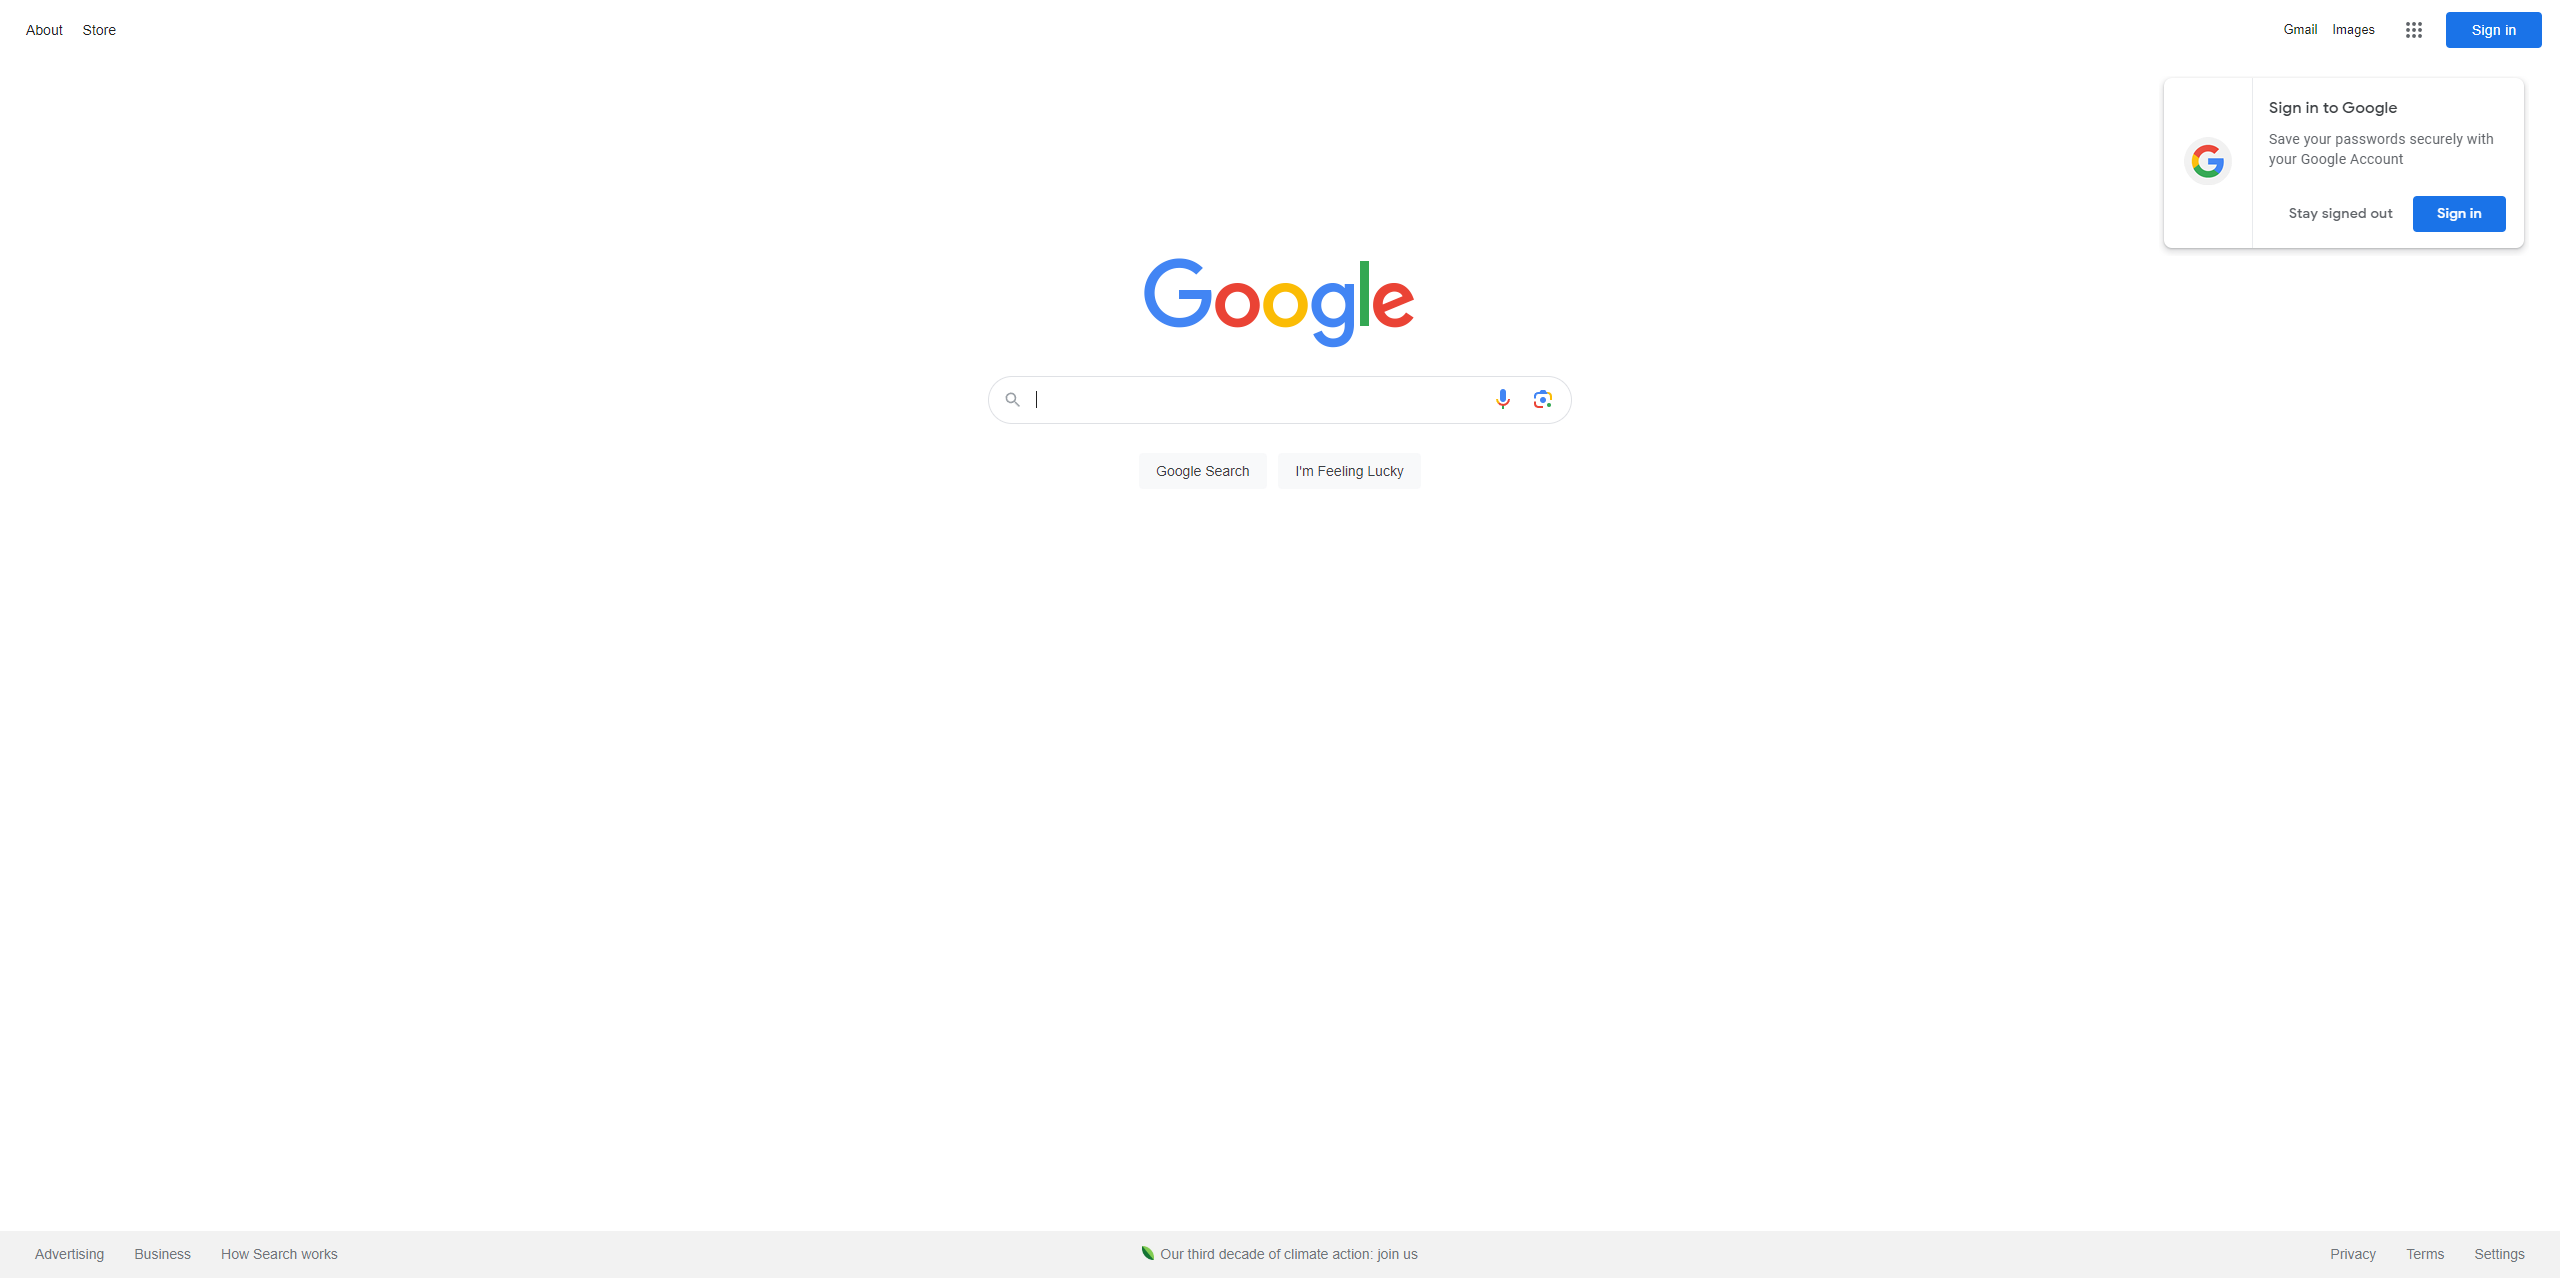 About Store Gmail Images Sign in
Sign in to Google
Save your passwords securely with
your Google Account
Stay signed out Sign in
Google
Google Search I'm Feeling Lucky
Advertising Business How Search works Our third decade of climate action: join us Privacy Terms Settings